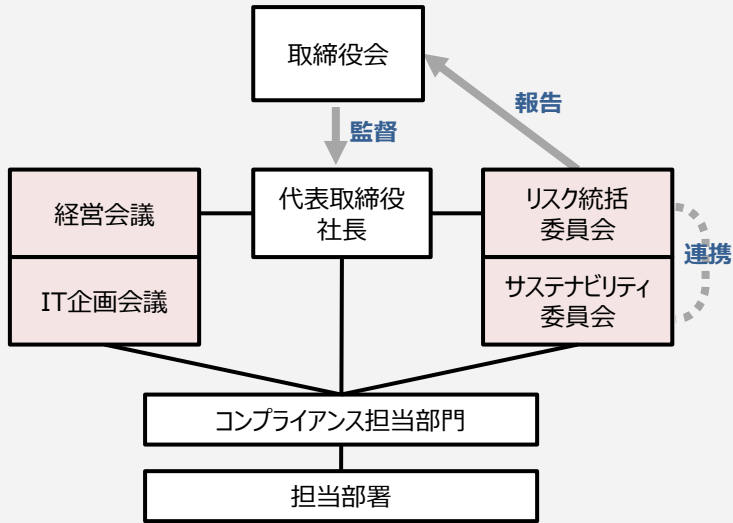 取締役会
報告
監督
経営会議
代表取締役
社長
リスク統括
委員会
連携
IT企画会議
サステナビリティ
委員会
コンプライアンス担当部門
担当部署